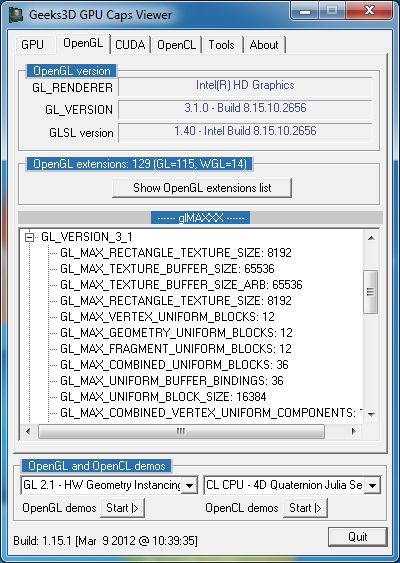 Geeks3D GPU Caps Viewer
GPU OpenGL CUDA OpenCL Tools About
OpenGL version
GL_RENDERER Intel(R) HD Graphics
GL_VERSION 3.1.0 - Build 8.15.10.2656
GLSL version 1.40 - Intel Build 8.15.10.2656
OpenGL extensions: 129 (GL=115, WGL=14)
Show OpenGL extensions list
------ glMAXXX ------
GL_VERSION_3_1
GL_MAX_RECTANGLE_TEXTURE_SIZE: 8192
GL_MAX_TEXTURE_BUFFER_SIZE: 65536
GL_MAX_TEXTURE_BUFFER_SIZE_ARB: 65536
GL_MAX_RECTANGLE_TEXTURE_SIZE: 8192
GL_MAX_VERTEX_UNIFORM_BLOCKS: 12
GL_MAX_GEOMETRY_UNIFORM_BLOCKS: 12
GL_MAX_FRAGMENT_UNIFORM_BLOCKS: 12
GL_MAX_COMBINED_UNIFORM_BLOCKS: 36
GL_MAX_UNIFORM_BUFFER_BINDINGS: 36
GL_MAX_UNIFORM_BLOCK_SIZE: 16384
GL_MAX_COMBINED_VERTEX_UNIFORM_COMPONENTS:
OpenGL and OpenCL demos
GL 2.1 - HW Geometry Instancing CL CPU - 4D Quaternion Julia Se
OpenGL demos Start |> OpenCL demos Start |>
Build: 1.15.1 [Mar 9 2012 @ 10:39:35] Quit